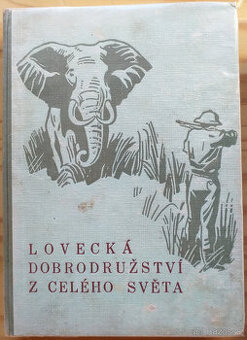 LOVECKÁ
DOBRODRUŽSTVÍ
Z CELÉHO SVĚTA